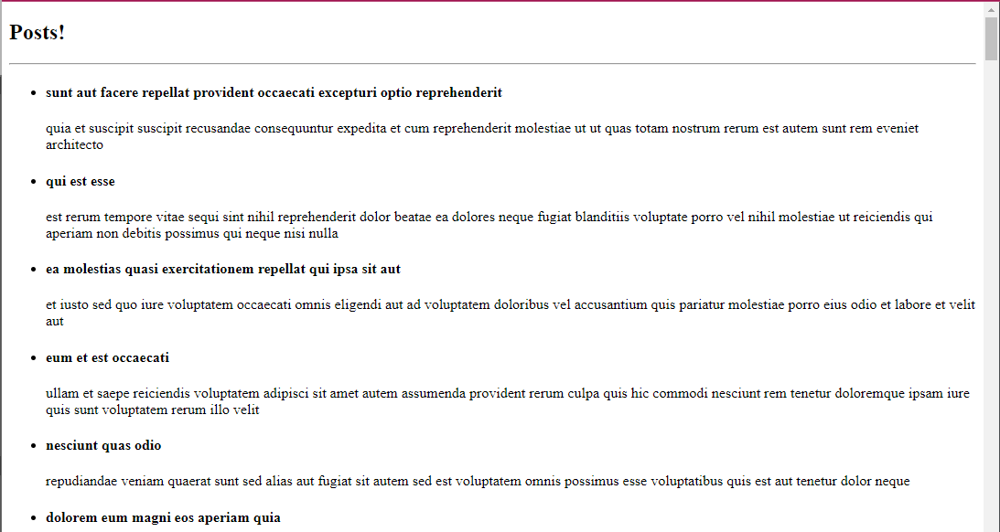 Posts!
sunt aut facere repellat provident occaecati excepturi optio reprehenderit
quia et suscipit suscipit recusandae consequuntur expedita et cum reprehenderit molestiae ut ut quas totam nostrum rerum est autem sunt rem eveniet
architecto
qui est esse
est rerum tempore vitae sequi sint nihil reprehenderit dolor beatae ea dolores neque fugiat blanditiis voluptate porro vel nihil molestiae ut reiciendis qui
aperiam non debitis possimus qui neque nisi nulla
ea molestias quasi exercitationem repellat qui ipsa sit aut
et iusto sed quo iure voluptatem occaecati omnis eligendi aut ad voluptatem doloribus vel accusantium quis pariatur molestiae porro eius odio et labore et velit
aut
eum et est occaecati
ullam et saepe reiciendis voluptatem adipisci sit amet autem assumenda provident rerum culpa quis hic commodi nesciunt rem tenetur doloremque ipsam iure
quis sunt voluptatem rerum illo velit
nesciunt quas odio
repudiandae veniam quaerat sunt sed alias aut fugiat sit autem sed est voluptatem omnis possimus esse voluptatibus quis est aut tenetur dolor neque
dolorem eum magni eos aperiam quia